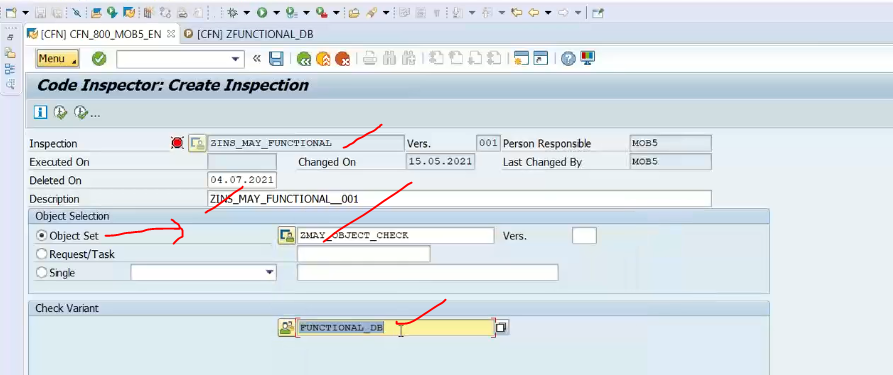 [CFN] CFN_800_MOB5_EN [CFN] ZFUNCTIONAL_DB
Menu
Code Inspector: Create Inspection
...
Inspection ZINS_MAY_FUNCTIONAL Vers. 001 Person Responsible MOB5
Executed On Changed On 15.05.2021 Last Changed By MOB5
Deleted On 04.07.2021
Description ZINS_MAY_FUNCTIONAL__001
Object Selection
Object Set ZMAY_OBJECT_CHECK Vers.
Request/Task
Single
Check Variant
FUNCTIONAL_DB